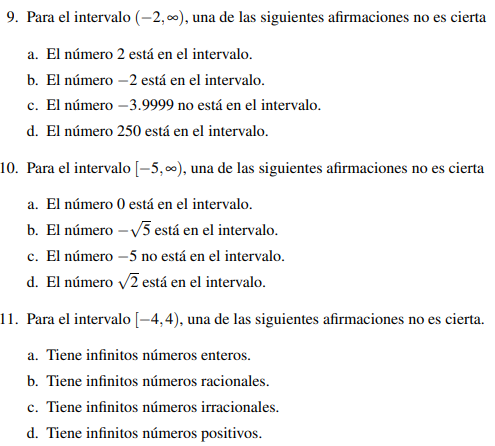 9. Para el intervalo (−2,∞), una de las siguientes afirmaciones no es cierta
a. El número 2 está en el intervalo.
b. El número −2 está en el intervalo.
c. El número −3.9999 no está en el intervalo.
d. El número 250 está en el intervalo.
10. Para el intervalo [−5,∞), una de las siguientes afirmaciones no es cierta
a. El número 0 está en el intervalo.
b. El número −√5 está en el intervalo.
c. El número −5 no está en el intervalo.
d. El número √2 está en el intervalo.
11. Para el intervalo [−4,4), una de las siguientes afirmaciones no es cierta.
a. Tiene infinitos números enteros.
b. Tiene infinitos números racionales.
c. Tiene infinitos números irracionales.
d. Tiene infinitos números positivos.